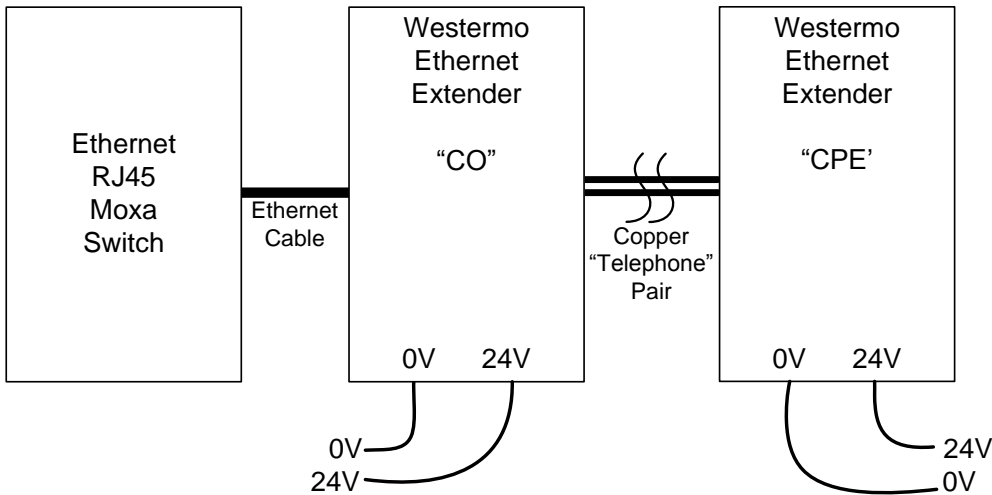 Ethernet
RJ45
Moxa
Switch
Ethernet
Cable
Westermo
Ethernet
Extender
“CO”
0V
24V
0V
24V
Copper
“Telephone”
Pair
Westermo
Ethernet
Extender
“CPE’
0V
24V
24V
0V